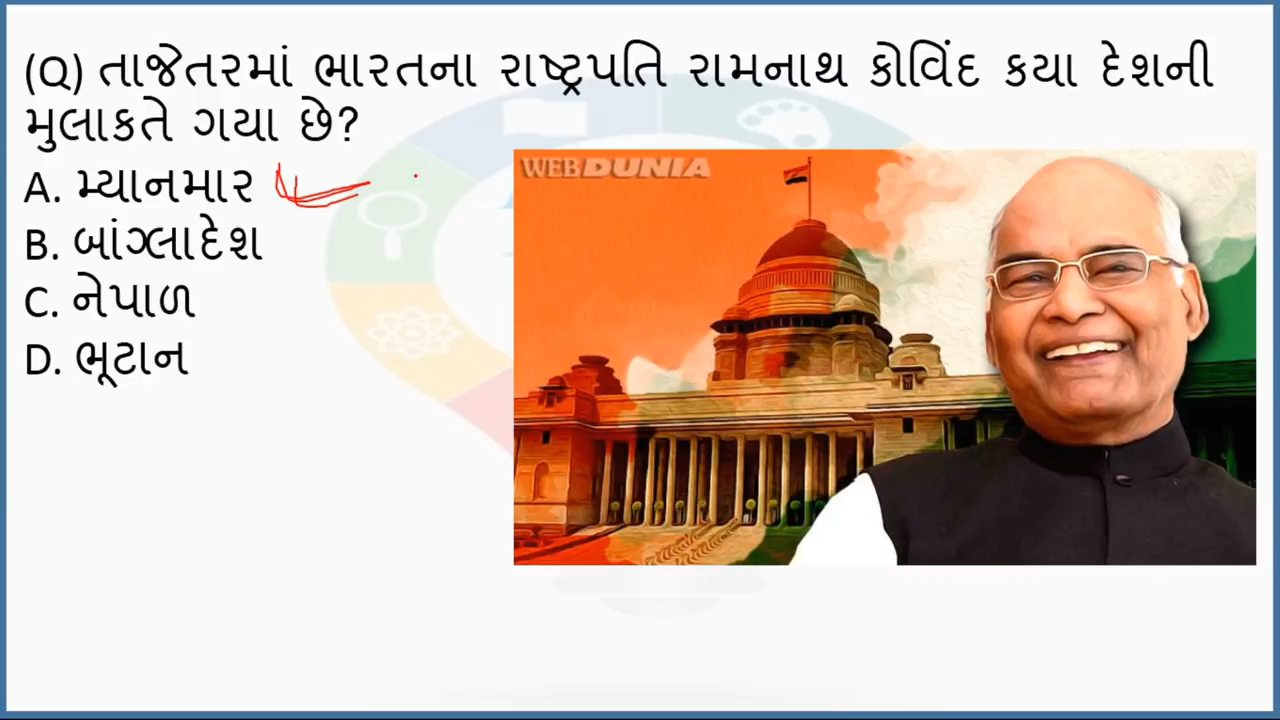 (Q) તાજેતરમાં ભારતના રાષ્ટ્રપતિ રામનાથ કોવિંદ કયા દેશની
મુલાકતે ગયા છે?
A. મ્યાનમાર
B. બાંગ્લાદેશ
C. નેપાળ
D. ભૂટાન
WEBDUNIA